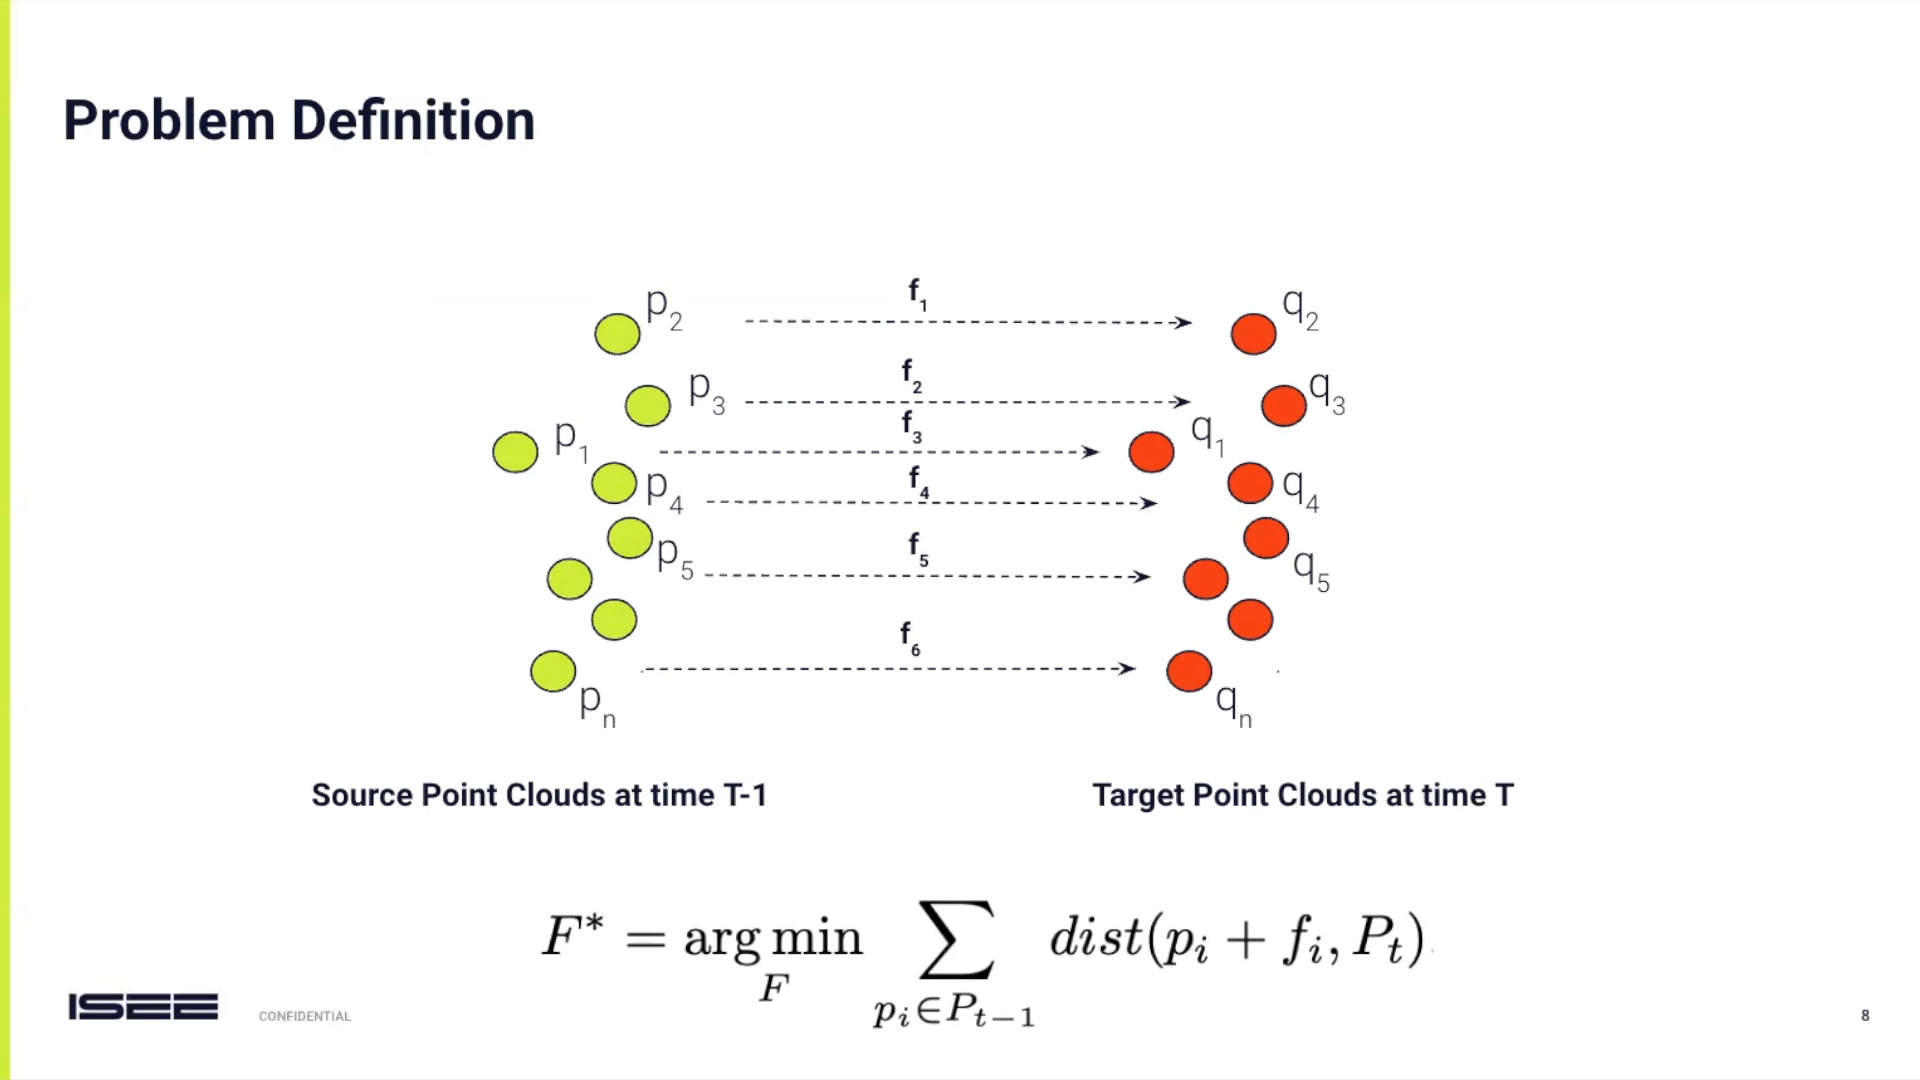 Problem Definition
f1
p2
q2
f2
p3
q3
f3
p1
q1
f4
p4
q4
f5
p5
q5
f6
pn
qn
Source Point Clouds at time T-1
Target Point Clouds at time T
F* = arg min ∑ dist(pi + fi, Pt)
F
pi∈Pt−1
ISEE
CONFIDENTIAL
8